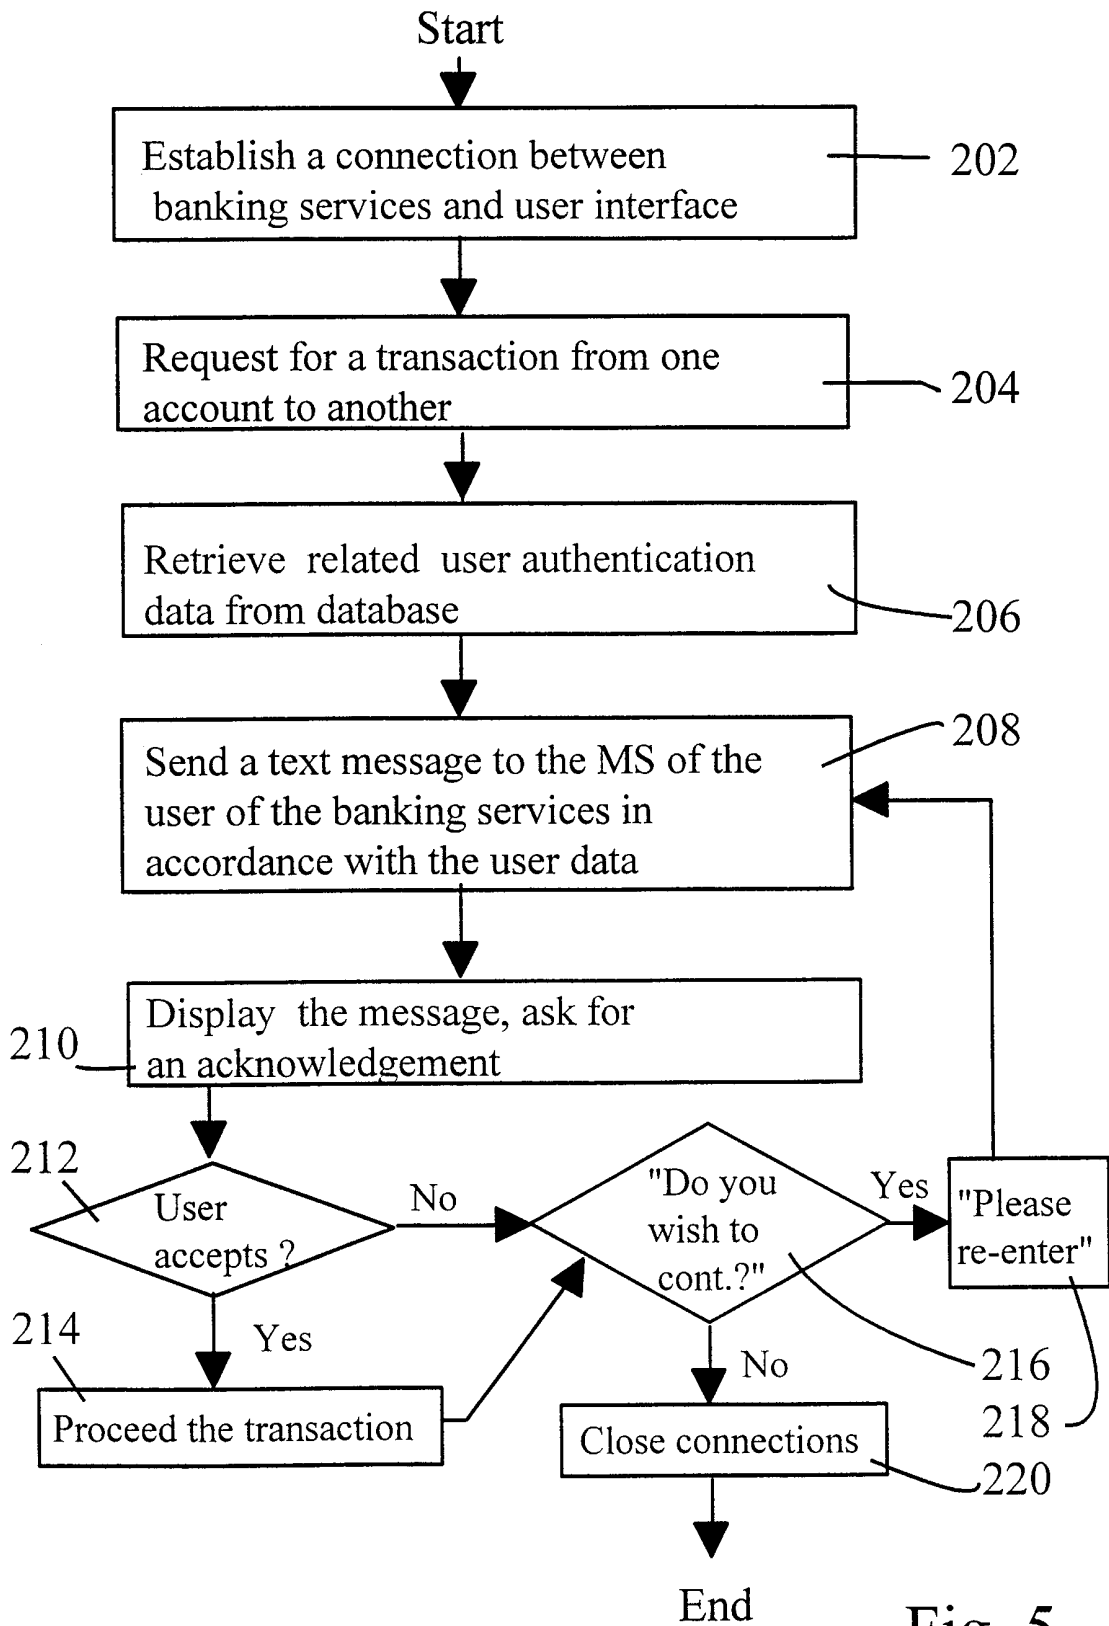 Start
Establish a connection between
banking services and user interface
202
Request for a transaction from one
account to another
204
Retrieve related user authentication
data from database
206
Send a text message to the MS of the
user of the banking services in
accordance with the user data
208
Display the message, ask for
an acknowledgement
210
212
User
accepts ?
No
"Do you
wish to
cont.?"
Yes
"Please
re-enter"
214
Yes
Proceed the transaction
No
216
218
Close connections
220
End
Fig. 5